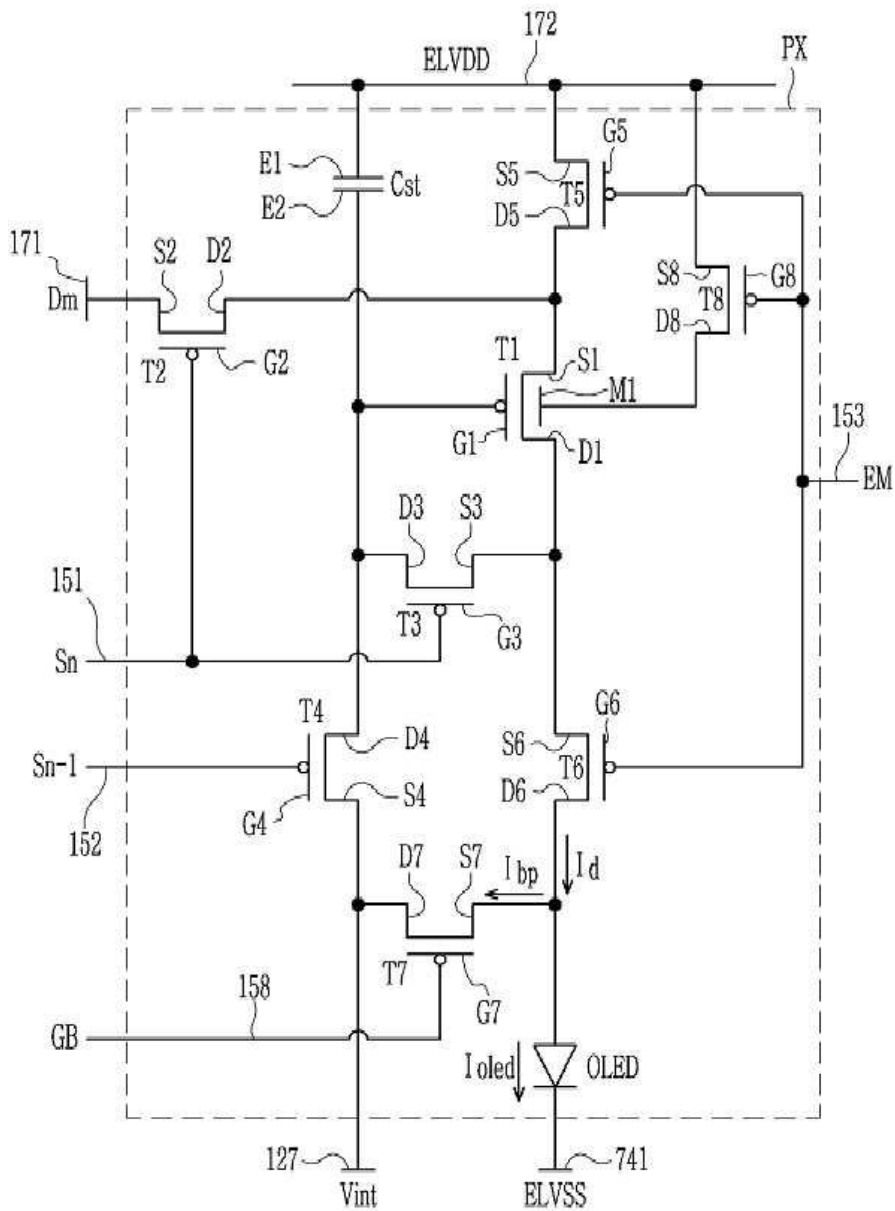 172
ELVDD
PX
E1
E2
Cst
S5
T5
G5
D5
171
Dm
S2
D2
T2
G2
S8
T8
G8
D8
T1
S1
M1
G1
D1
153
EM
D3
S3
T3
G3
151
Sn
T4
D4
S4
G4
Sn-1
152
G6
S6
T6
D6
D7
S7
Ibp
Id
T7
G7
158
GB
Ioled
OLED
127
Vint
741
ELVSS